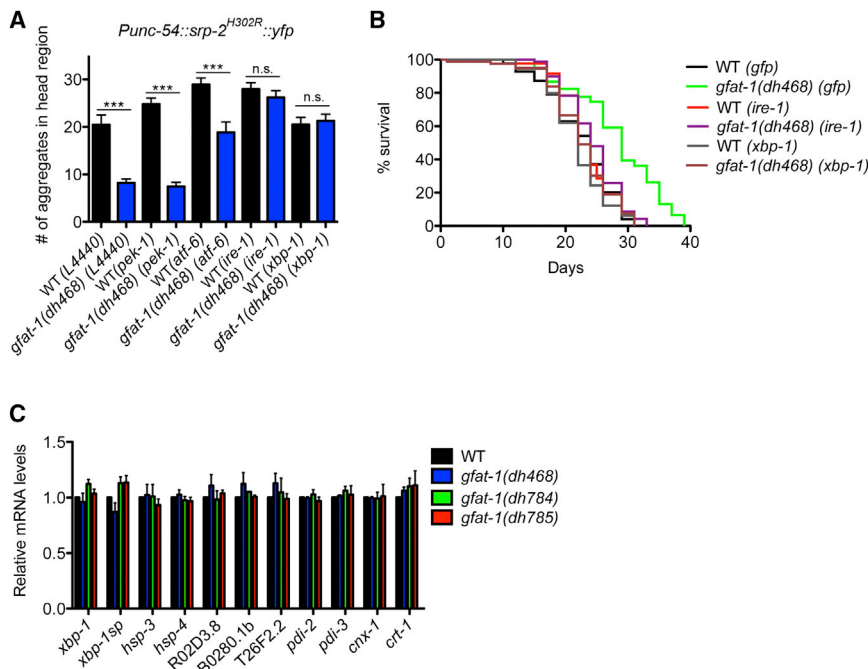 A
Punc-54::srp-2H302R::yfp
# of aggregates in head region
30
20
10
0
***
***
***
n.s.
n.s.
WT (L4440)
gfat-1(dh468) (L4440)
WT(pek-1)
gfat-1(dh468) (pek-1)
WT(atf-6)
gfat-1(dh468) (atf-6)
WT(ire-1)
gfat-1(dh468) (ire-1)
WT(xbp-1)
gfat-1(dh468) (xbp-1)
B
% survival
100
80
60
40
20
0
0
10
20
30
40
Days
WT (gfp)
gfat-1(dh468) (gfp)
WT (ire-1)
gfat-1(dh468) (ire-1)
WT (xbp-1)
gfat-1(dh468) (xbp-1)
C
Relative mRNA levels
1.5
1.0
0.5
0.0
xbp-1
xbp-1sp
hsp-3
hsp-4
R02D3.8
B0280.1b
T26F2.2
pdi-2
pdi-3
cnx-1
crt-1
WT
gfat-1(dh468)
gfat-1(dh784)
gfat-1(dh785)